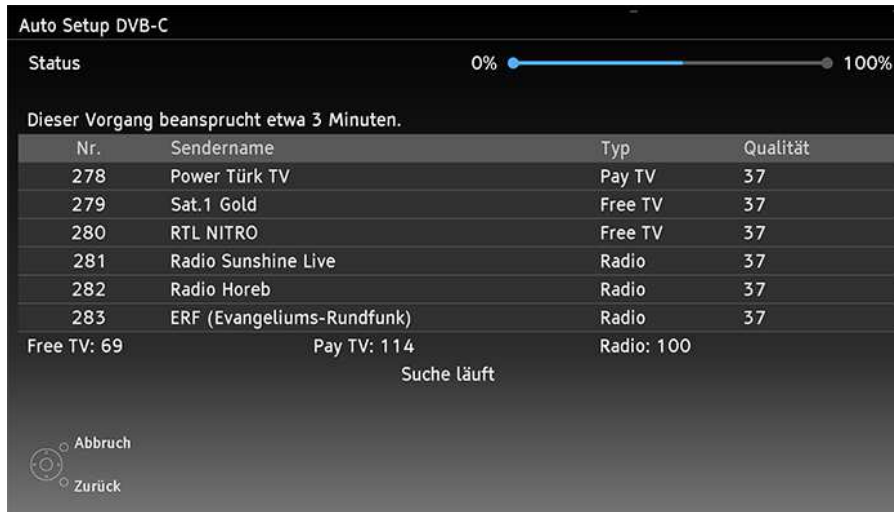 Auto Setup DVB-C
Status 0% 100%
Dieser Vorgang beansprucht etwa 3 Minuten.
Nr. Sendername Typ Qualität
278 Power Türk TV Pay TV 37
279 Sat.1 Gold Free TV 37
280 RTL NITRO Free TV 37
281 Radio Sunshine Live Radio 37
282 Radio Horeb Radio 37
283 ERF (Evangeliums-Rundfunk) Radio 37
Free TV: 69 Pay TV: 114 Radio: 100
Suche läuft
Abbruch
Zurück